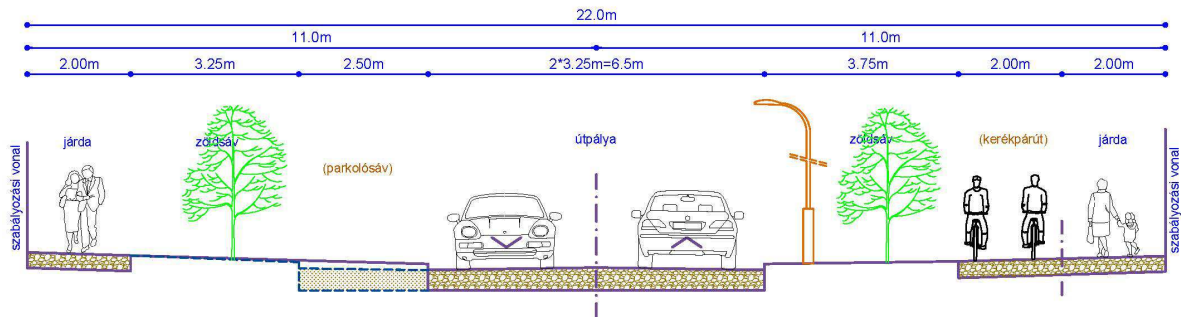 22.0m
11.0m
11.0m
2.00m
3.25m
2.50m
2*3.25m=6.5m
3.75m
2.00m
2.00m
szabályozási vonal
járda
zöldsáv
(parkolósáv)
útpálya
zöldsáv
(kerékpárút)
járda
szabályozási vonal